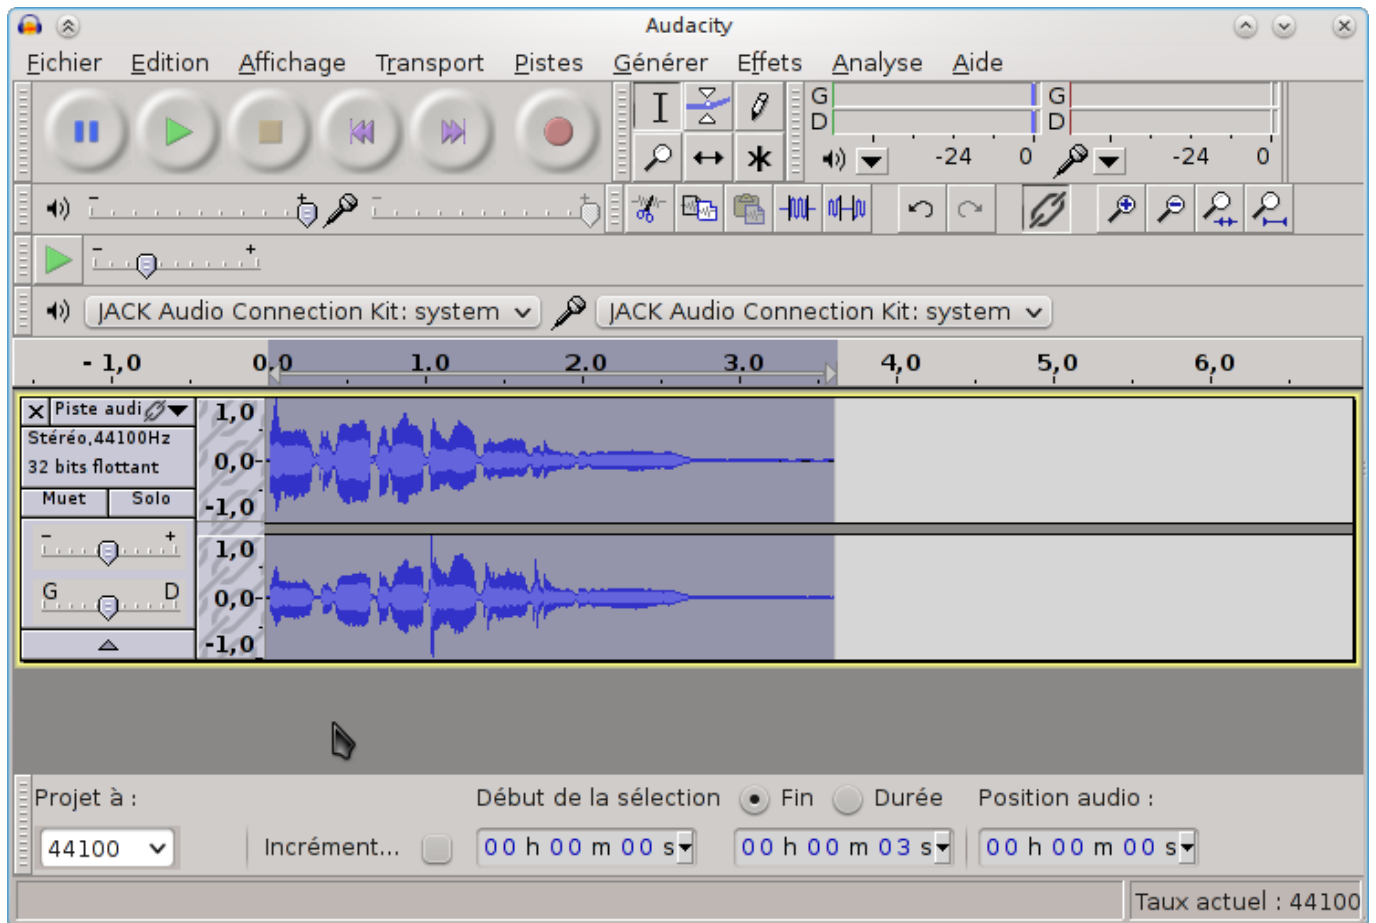 Audacity
Fichier Edition Affichage Transport Pistes Générer Effets Analyse Aide
G
D
-24 0
G
D
-24 0
- +
- +
- +
JACK Audio Connection Kit: system
JACK Audio Connection Kit: system
- 1,0 0,0 1.0 2.0 3.0 4,0 5,0 6,0
Piste audi
Stéréo,44100Hz
32 bits flottant
Muet Solo
- +
G D
1,0
0,0
-1,0
1,0
0,0
-1,0
Projet à :
44100
Incrément...
Début de la sélection Fin Durée Position audio :
00 h 00 m 00 s 00 h 00 m 03 s 00 h 00 m 00 s
Taux actuel : 44100